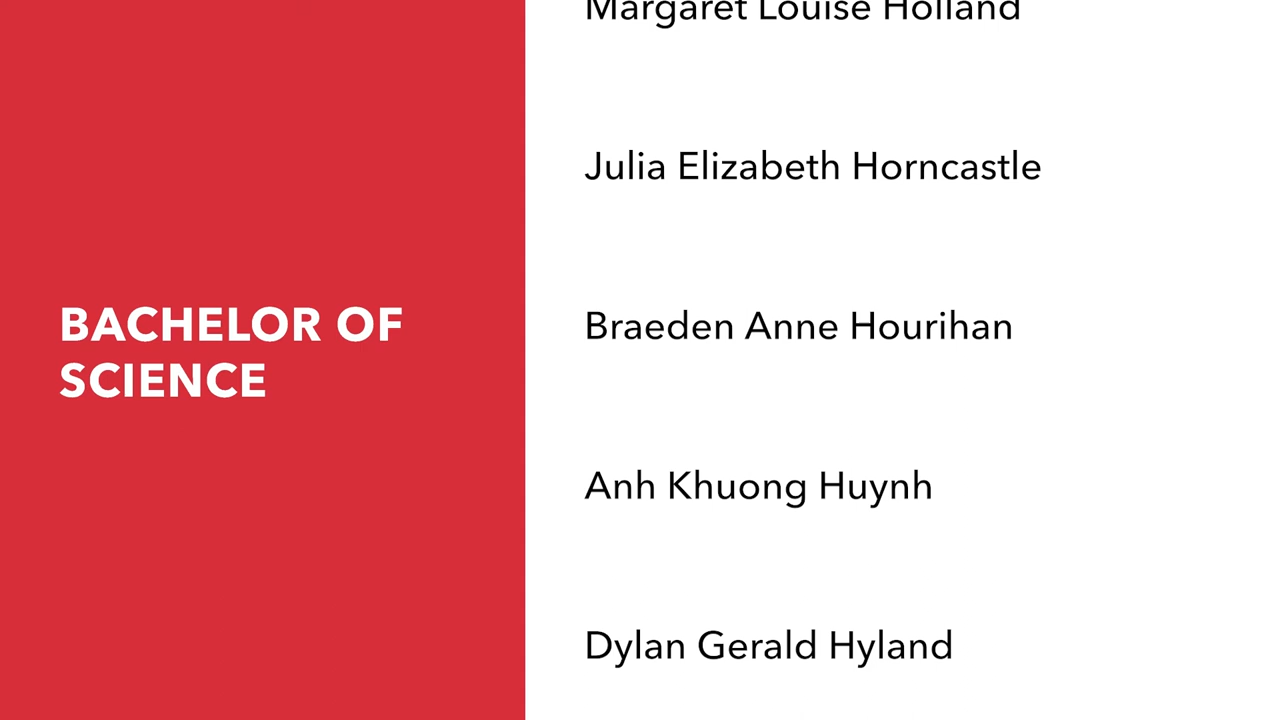 Margaret Louise Holland
Julia Elizabeth Horncastle
BACHELOR OF
SCIENCE
Braeden Anne Hourihan
Anh Khuong Huynh
Dylan Gerald Hyland